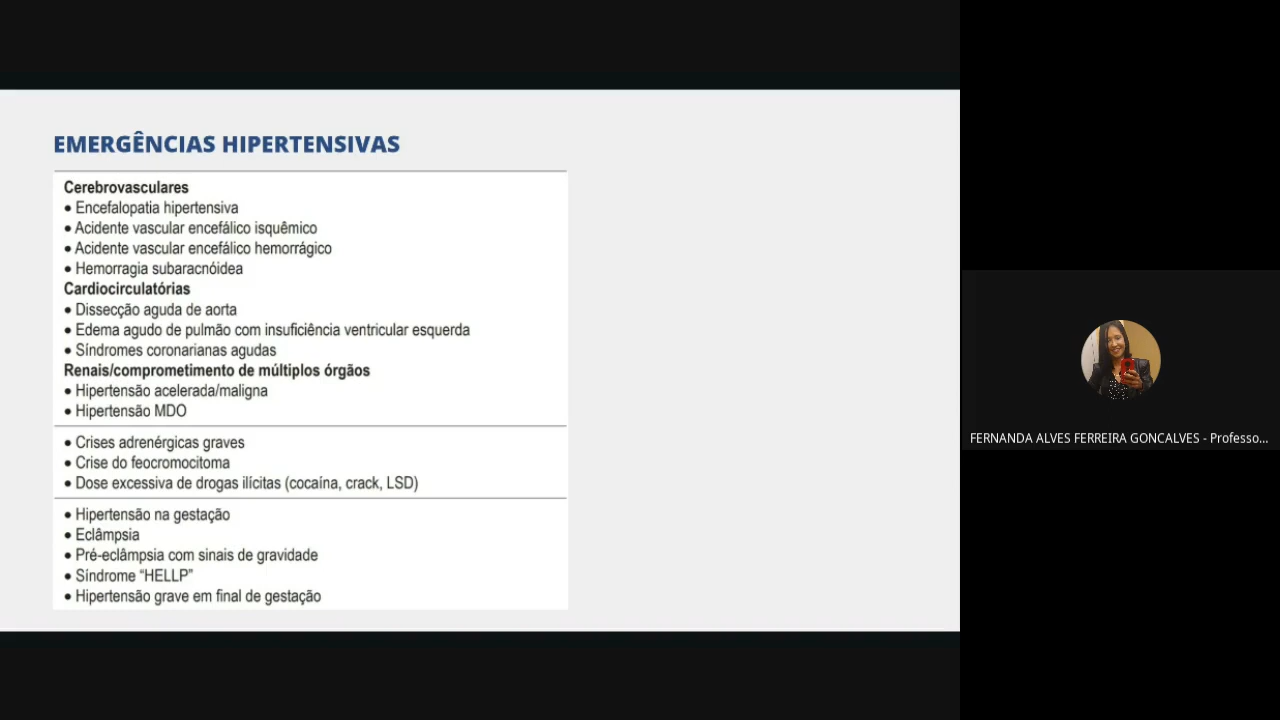 EMERGÊNCIAS HIPERTENSIVAS
Cerebrovasculares
• Encefalopatia hipertensiva
• Acidente vascular encefálico isquêmico
• Acidente vascular encefálico hemorrágico
• Hemorragia subaracnóidea
Cardiocirculatórias
• Dissecção aguda de aorta
• Edema agudo de pulmão com insuficiência ventricular esquerda
• Síndromes coronarianas agudas
Renais/comprometimento de múltiplos órgãos
• Hipertensão acelerada/maligna
• Hipertensão MDO
• Crises adrenérgicas graves
• Crise do feocromocitoma
• Dose excessiva de drogas ilícitas (cocaína, crack, LSD)
• Hipertensão na gestação
• Eclâmpsia
• Pré-eclâmpsia com sinais de gravidade
• Síndrome “HELLP”
• Hipertensão grave em final de gestação
FERNANDA ALVES FERREIRA GONCALVES - Professo...